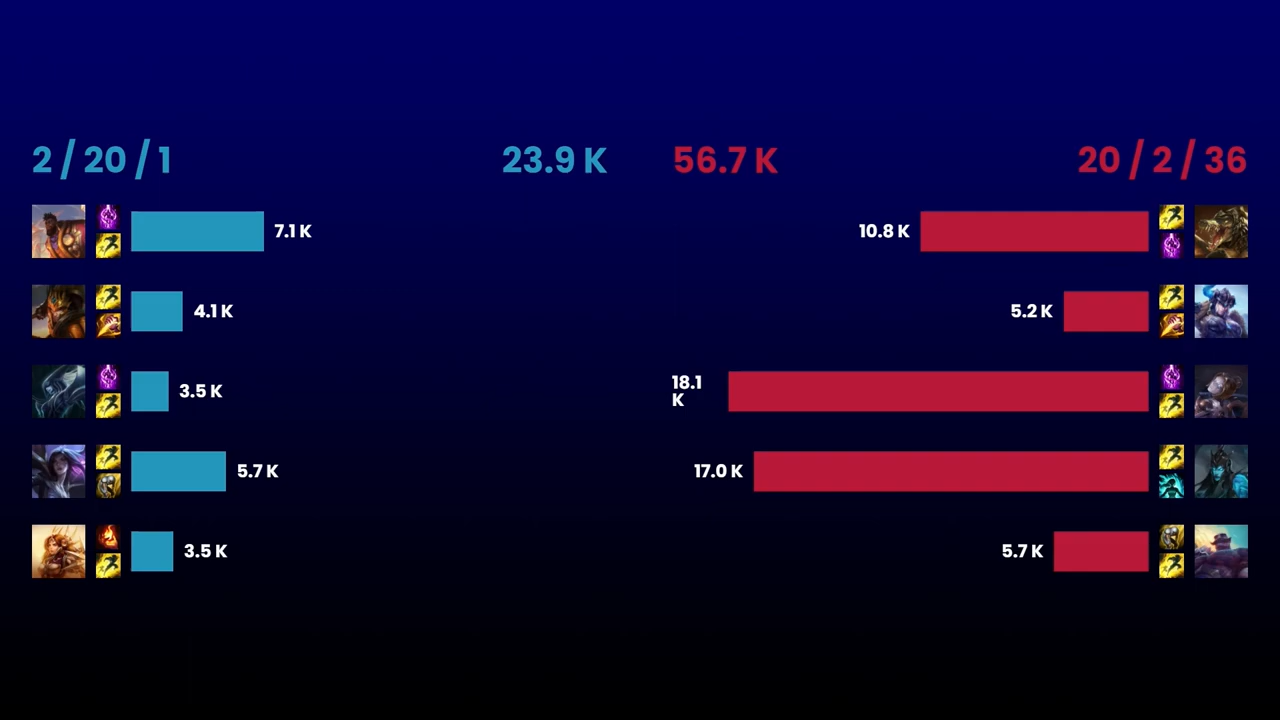 2 / 20 / 1
23.9 K
56.7 K
20 / 2 / 36
7.1 K
10.8 K
4.1 K
5.2 K
3.5 K
18.1
K
5.7 K
17.0 K
3.5 K
5.7 K